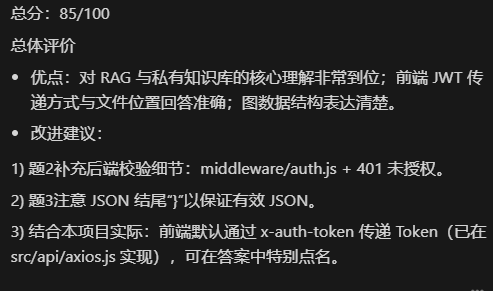 总分：85/100
总体评价
• 优点：对 RAG 与私有知识库的核心理解非常到位；前端 JWT 传
递方式与文件位置回答准确；图数据结构表达清楚。
• 改进建议：
1) 题2补充后端校验细节：middleware/auth.js + 401 未授权。
2) 题3注意 JSON 结尾“}”以保证有效 JSON。
3) 结合本项目实际：前端默认通过 x-auth-token 传递 Token（已在
src/api/axios.js 实现），可在答案中特别点名。